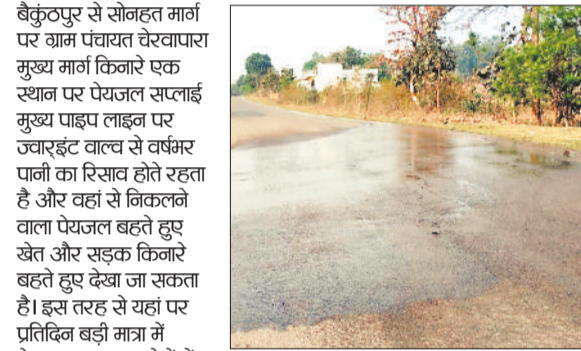 बैकुंठपुर से सोनहत मार्ग
पर ग्राम पंचायत चेरवापारा
मुख्य मार्ग किनारे एक
स्थान पर पेयजल सप्लाई
मुख्य पाइप लाइन पर
ज्वाइंट वाल्व से वर्षभर
पानी का रिसाव होते रहता
है और वहां से निकलने
वाला पेयजल बहते हुए
खेत और सड़क किनारे
बहते हुए देखा जा सकता
है। इस तरह से यहां पर
प्रतिदिन बड़ी मात्रा में